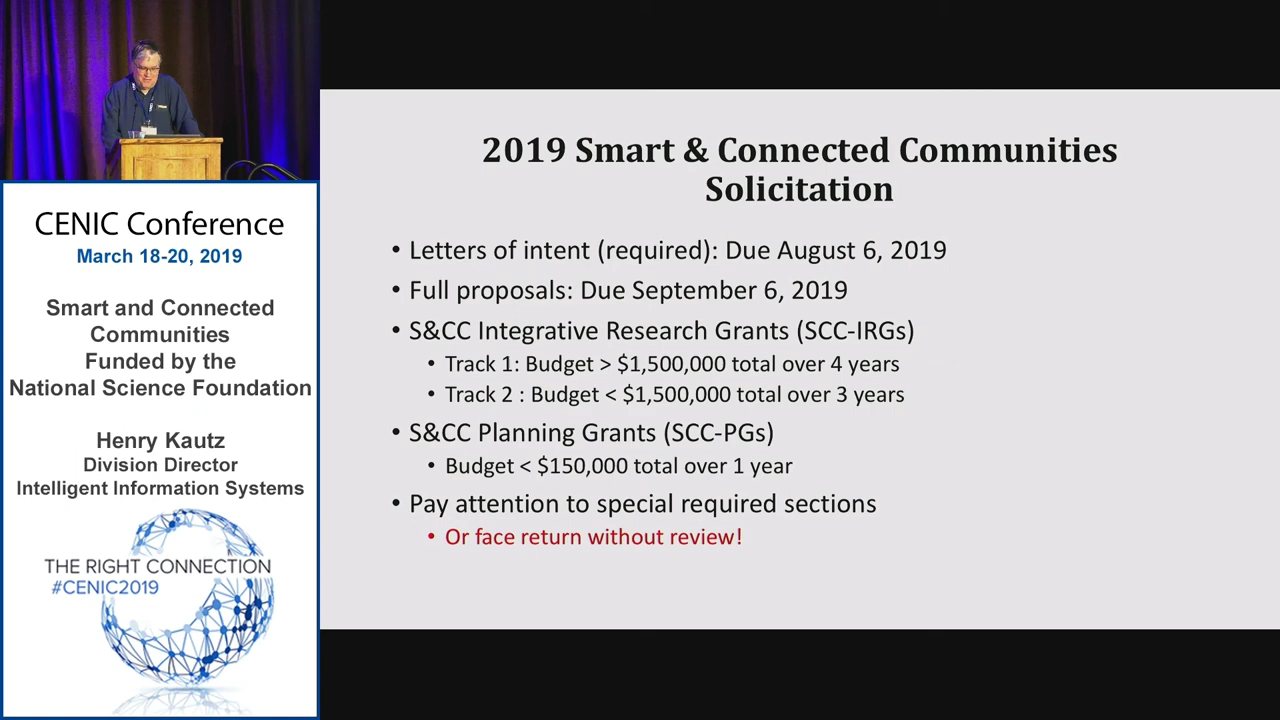 CENIC Conference
March 18-20, 2019
Smart and Connected
Communities
Funded by the
National Science Foundation
Henry Kautz
Division Director
Intelligent Information Systems
THE RIGHT CONNECTION
#CENIC2019
2019 Smart & Connected Communities
Solicitation
• Letters of intent (required): Due August 6, 2019
• Full proposals: Due September 6, 2019
• S&CC Integrative Research Grants (SCC-IRGs)
• Track 1: Budget > $1,500,000 total over 4 years
• Track 2 : Budget < $1,500,000 total over 3 years
• S&CC Planning Grants (SCC-PGs)
• Budget < $150,000 total over 1 year
• Pay attention to special required sections
• Or face return without review!